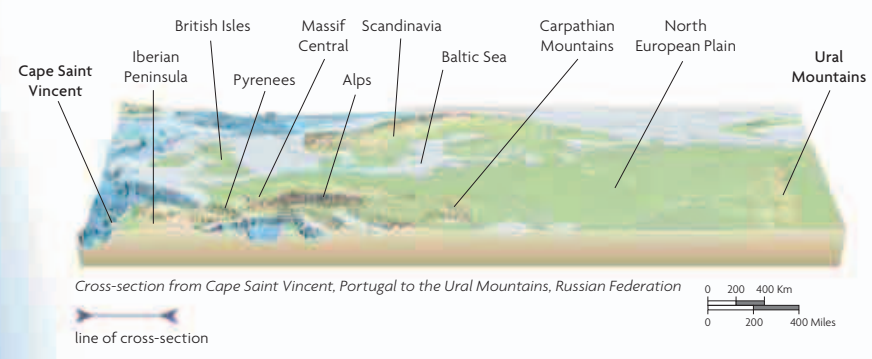 British Isles
Massif
Central
Scandinavia
Carpathian
Mountains
North
European Plain
Iberian
Peninsula
Baltic Sea
Ural
Mountains
Cape Saint
Vincent
Pyrenees
Alps
Cross-section from Cape Saint Vincent, Portugal to the Ural Mountains, Russian Federation
0 200 400 Km
0 200 400 Miles
line of cross-section